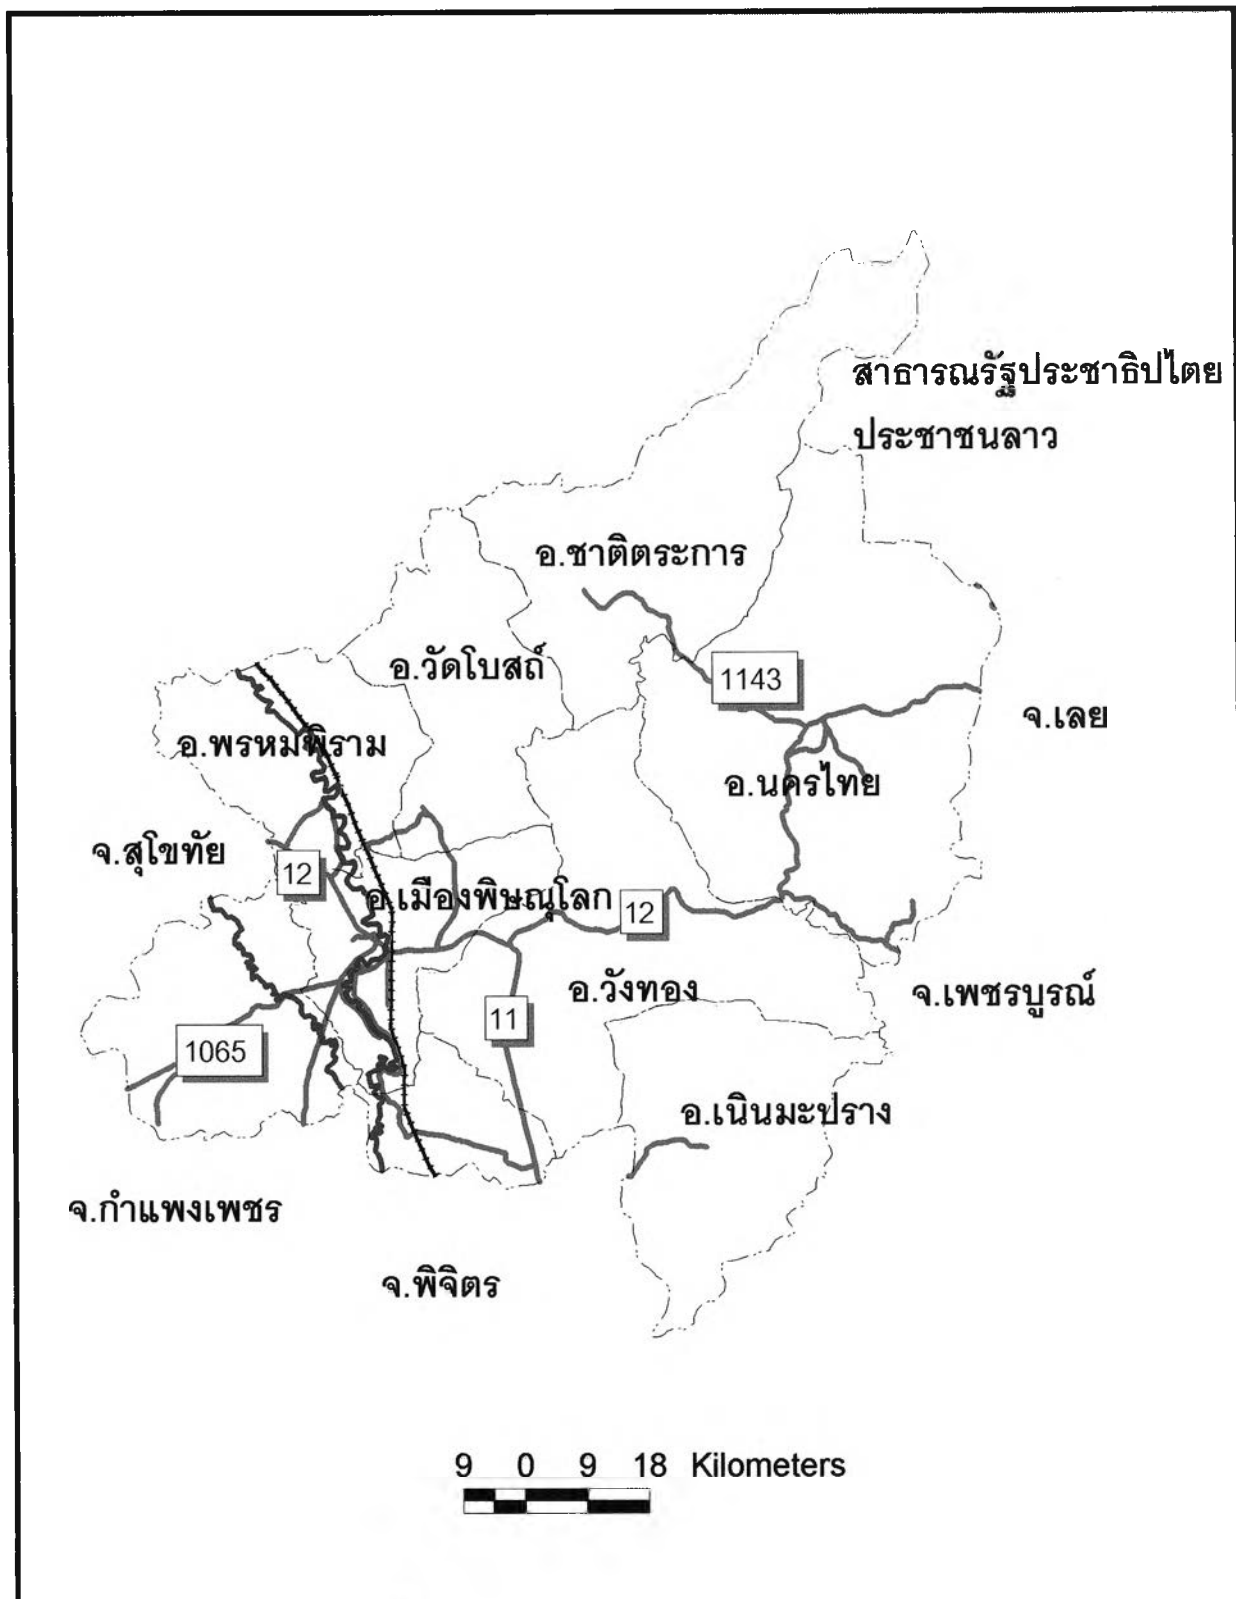 สาธารณรัฐประชาธิปไตย
ประชาชนลาว
อ.ชาติตระการ
อ.วัดโบสถ์
1143
จ.เลย
อ.พรหมพิราม
อ.นครไทย
จ.สุโขทัย
12
อ.เมืองพิษณุโลก
12
อ.วังทอง
จ.เพชรบูรณ์
11
1065
อ.เนินมะปราง
จ.กำแพงเพชร
จ.พิจิตร
9 0 9 18 Kilometers